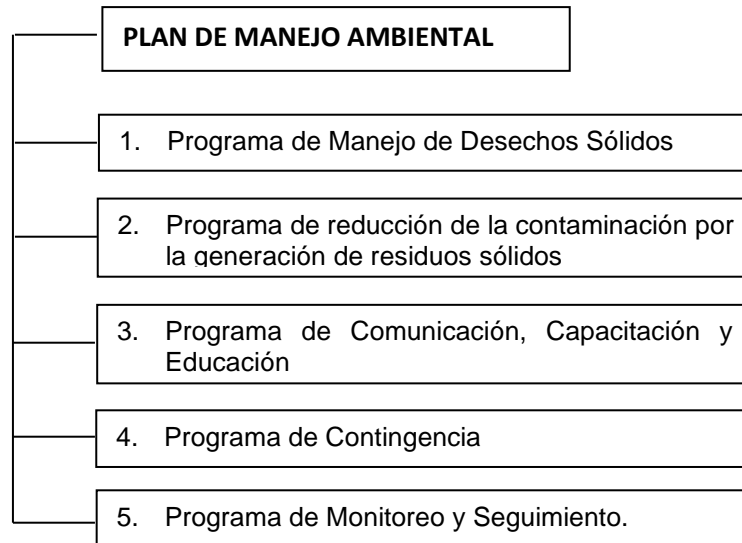 PLAN DE MANEJO AMBIENTAL
1. Programa de Manejo de Desechos Sólidos
2. Programa de reducción de la contaminación por
la generación de residuos sólidos
3. Programa de Comunicación, Capacitación y
Educación
4. Programa de Contingencia
5. Programa de Monitoreo y Seguimiento.